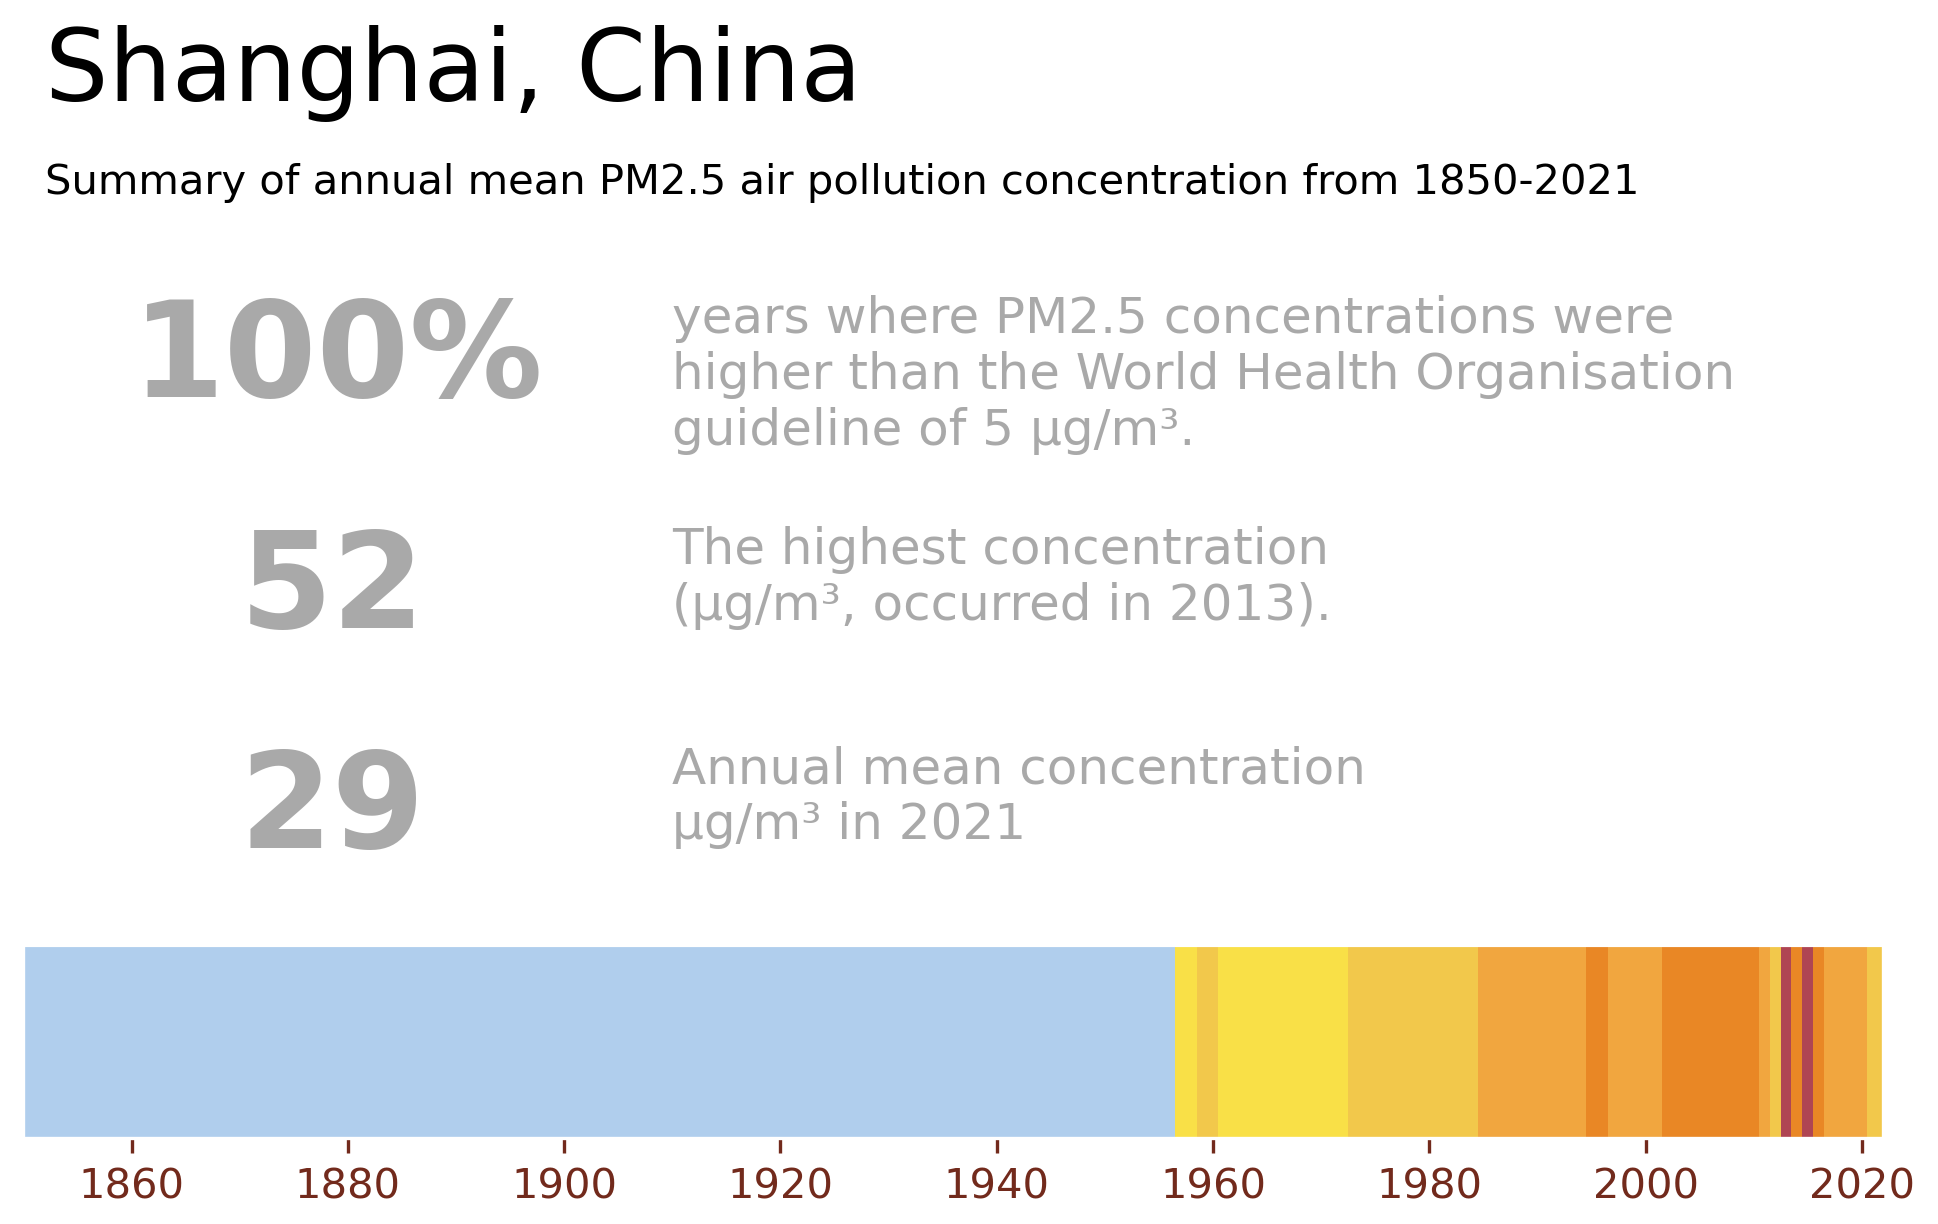 Shanghai, China
Summary of annual mean PM2.5 air pollution concentration from 1850-2021
100%
years where PM2.5 concentrations were
higher than the World Health Organisation
guideline of 5 µg/m³.
52
The highest concentration
(µg/m³, occurred in 2013).
29
Annual mean concentration
µg/m³ in 2021
1860 1880 1900 1920 1940 1960 1980 2000 2020